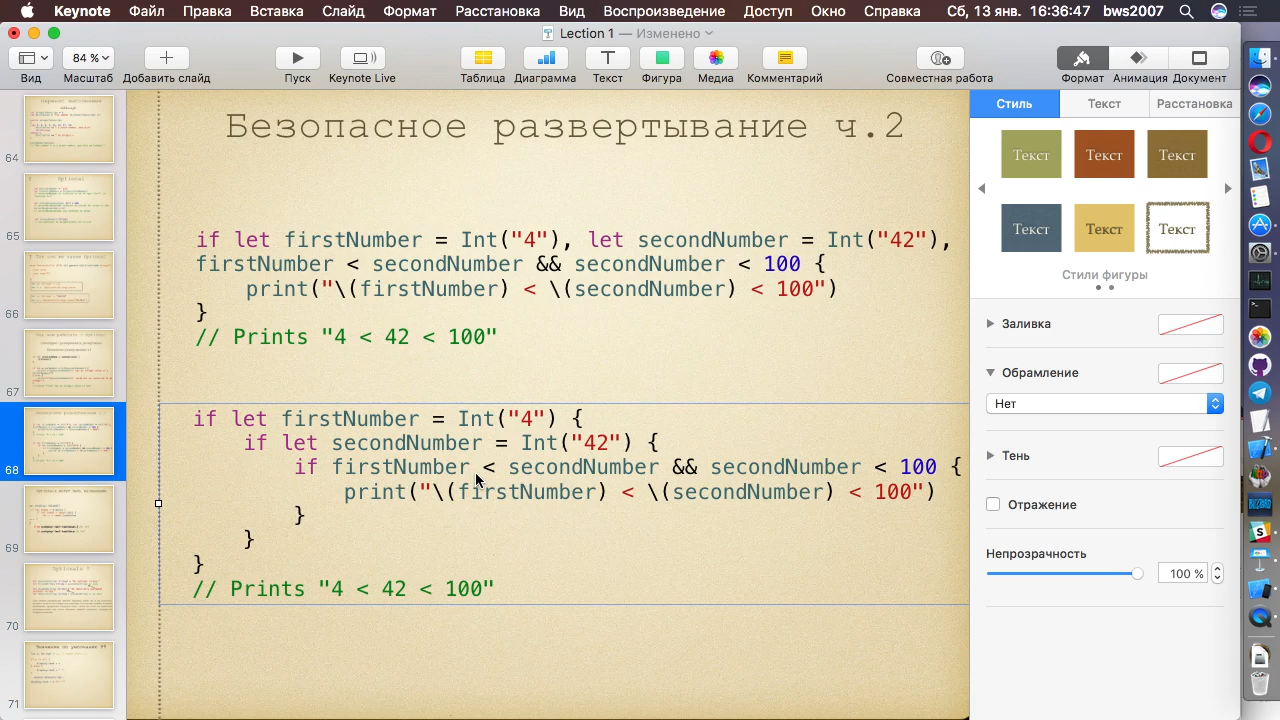 Keynote Файл Правка Вставка Слайд Формат Расстановка Вид Воспроизведение Доступ Окно Справка Сб, 13 янв. 16:36:47 bws2007
Lection 1 — Изменено
84 %
Вид Масштаб Добавить слайд Пуск Keynote Live Таблица Диаграмма Текст Фигура Медиа Комментарий Совместная работа Формат Анимация Документ
64
65
66
67
68
69
70
71
Безопасное развертывание ч.2
if let firstNumber = Int("4"), let secondNumber = Int("42"),
firstNumber < secondNumber && secondNumber < 100 {
print("\(firstNumber) < \(secondNumber) < 100")
}
// Prints "4 < 42 < 100"
if let firstNumber = Int("4") {
if let secondNumber = Int("42") {
if firstNumber < secondNumber && secondNumber < 100 {
print("\(firstNumber) < \(secondNumber) < 100")
}
}
}
// Prints "4 < 42 < 100"
Стиль Текст Расстановка
Текст Текст Текст
Текст Текст Текст
Стили фигуры
Заливка
Обрамление
Нет
Тень
Отражение
Непрозрачность
100 %